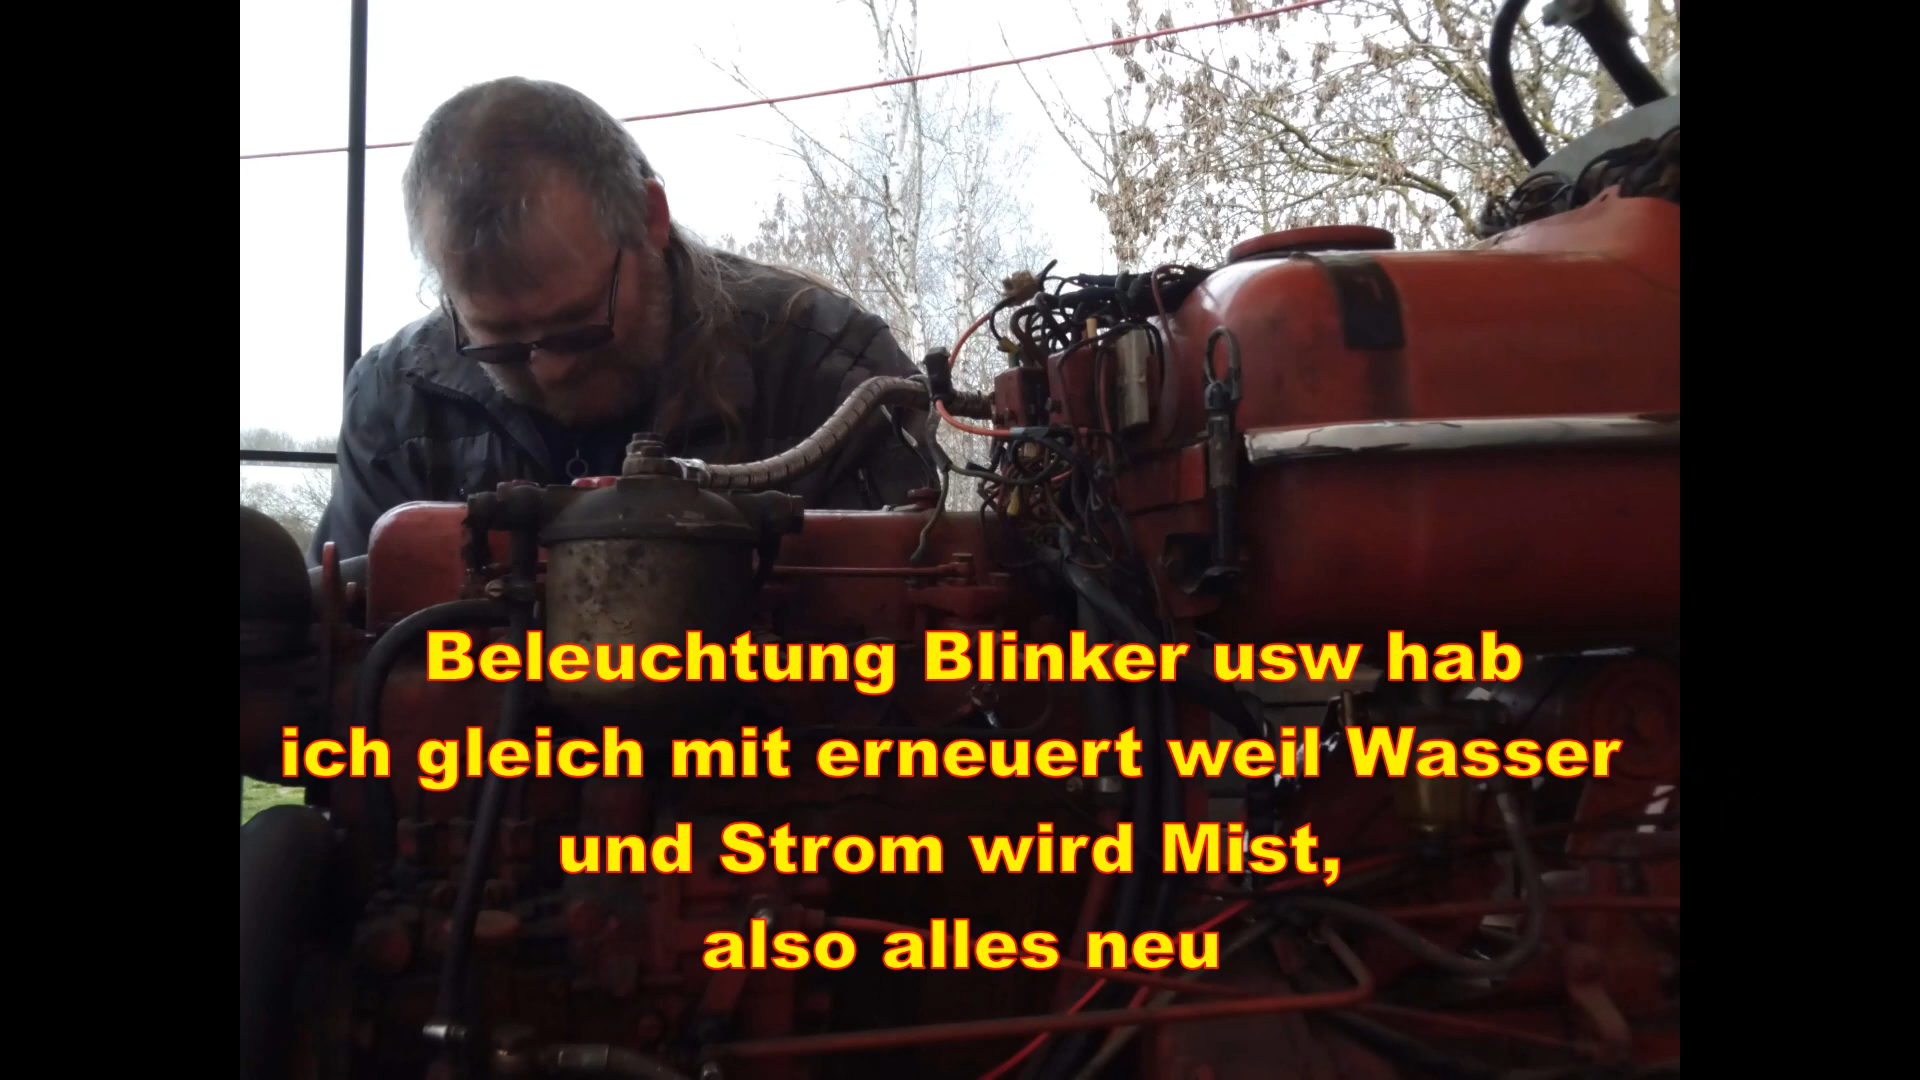 Beleuchtung Blinker usw hab
ich gleich mit erneuert weil Wasser
und Strom wird Mist,
also alles neu